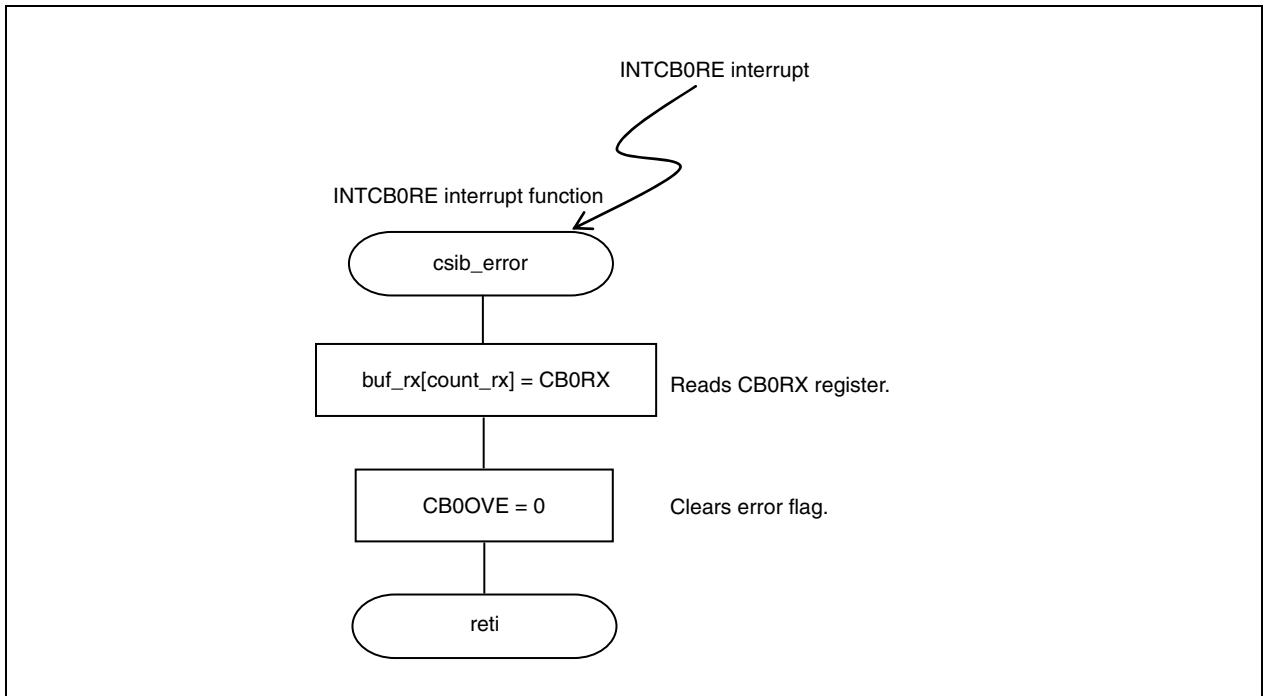 INTCB0RE interrupt
INTCB0RE interrupt function
csib_error
buf_rx[count_rx] = CB0RX
Reads CB0RX register.
CB0OVE = 0
Clears error flag.
reti